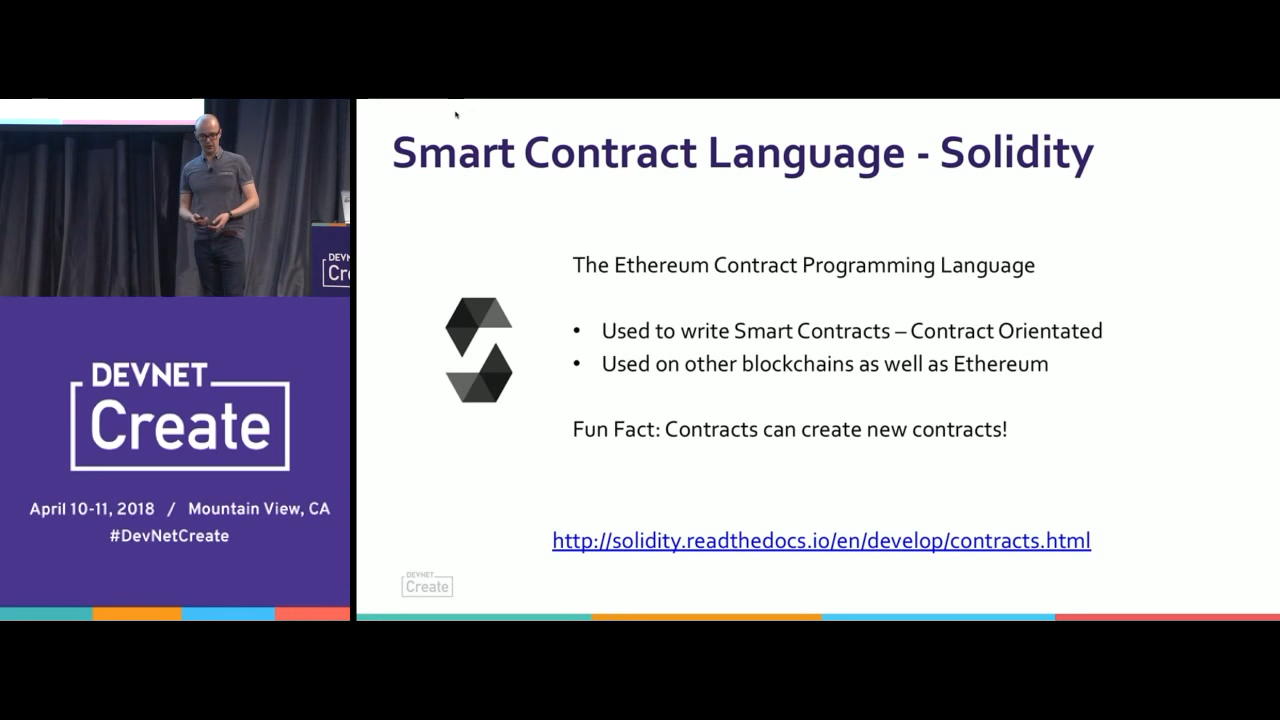 Smart Contract Language - Solidity
The Ethereum Contract Programming Language
• Used to write Smart Contracts – Contract Orientated
• Used on other blockchains as well as Ethereum
Fun Fact: Contracts can create new contracts!
http://solidity.readthedocs.io/en/develop/contracts.html
DEVNET
Create
DEVNET
Create
April 10-11, 2018 / Mountain View, CA
#DevNetCreate
DEVN
Cr